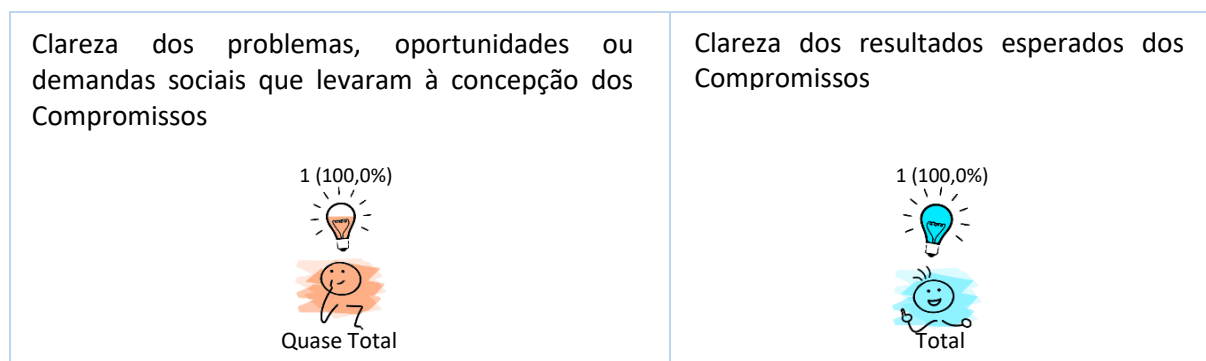 Clareza dos problemas, oportunidades ou
demandas sociais que levaram à concepção dos
Compromissos
1 (100,0%)
Quase Total
Clareza dos resultados esperados dos
Compromissos
1 (100,0%)
Total